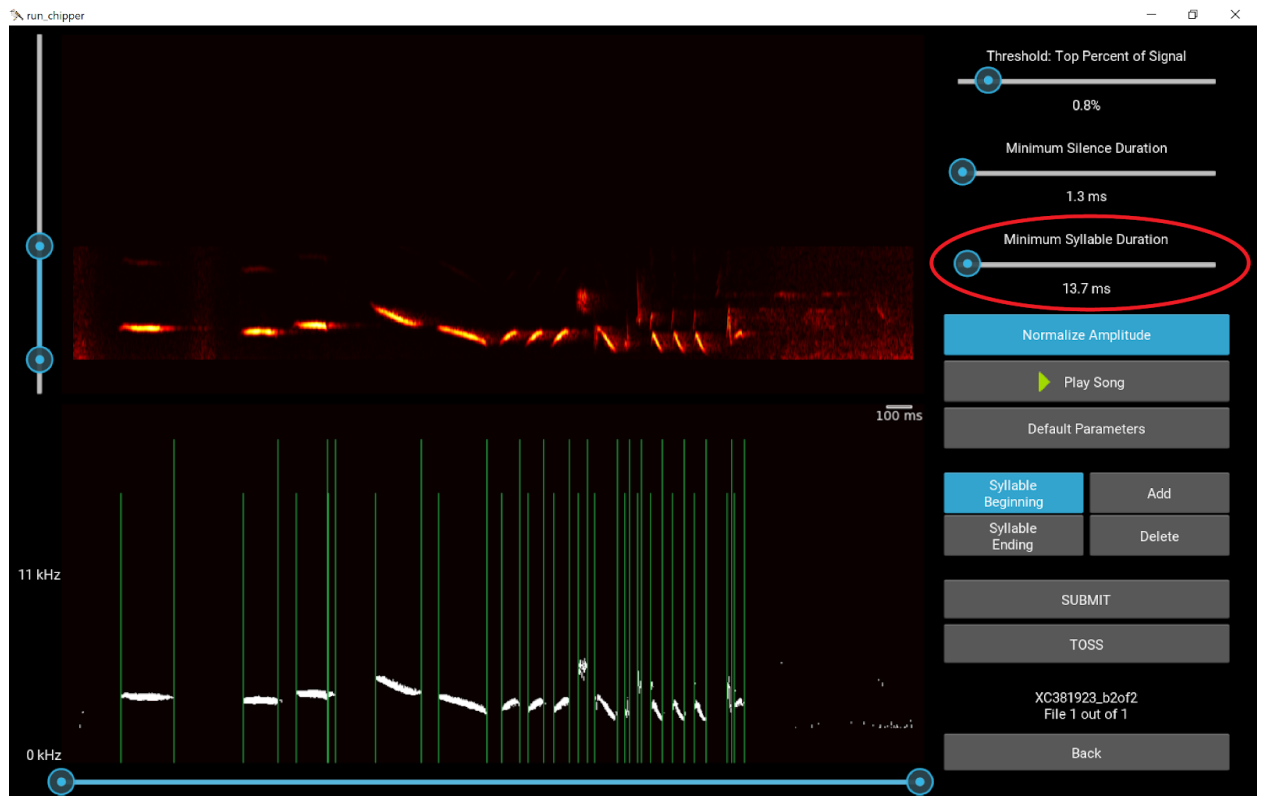 run_chipper
Threshold: Top Percent of Signal
0.8%
Minimum Silence Duration
1.3 ms
Minimum Syllable Duration
13.7 ms
Normalize Amplitude
Play Song
Default Parameters
100 ms
Syllable
Beginning
Add
Syllable
Ending
Delete
11 kHz
SUBMIT
TOSS
XC381923_b2of2
File 1 out of 1
0 kHz
Back